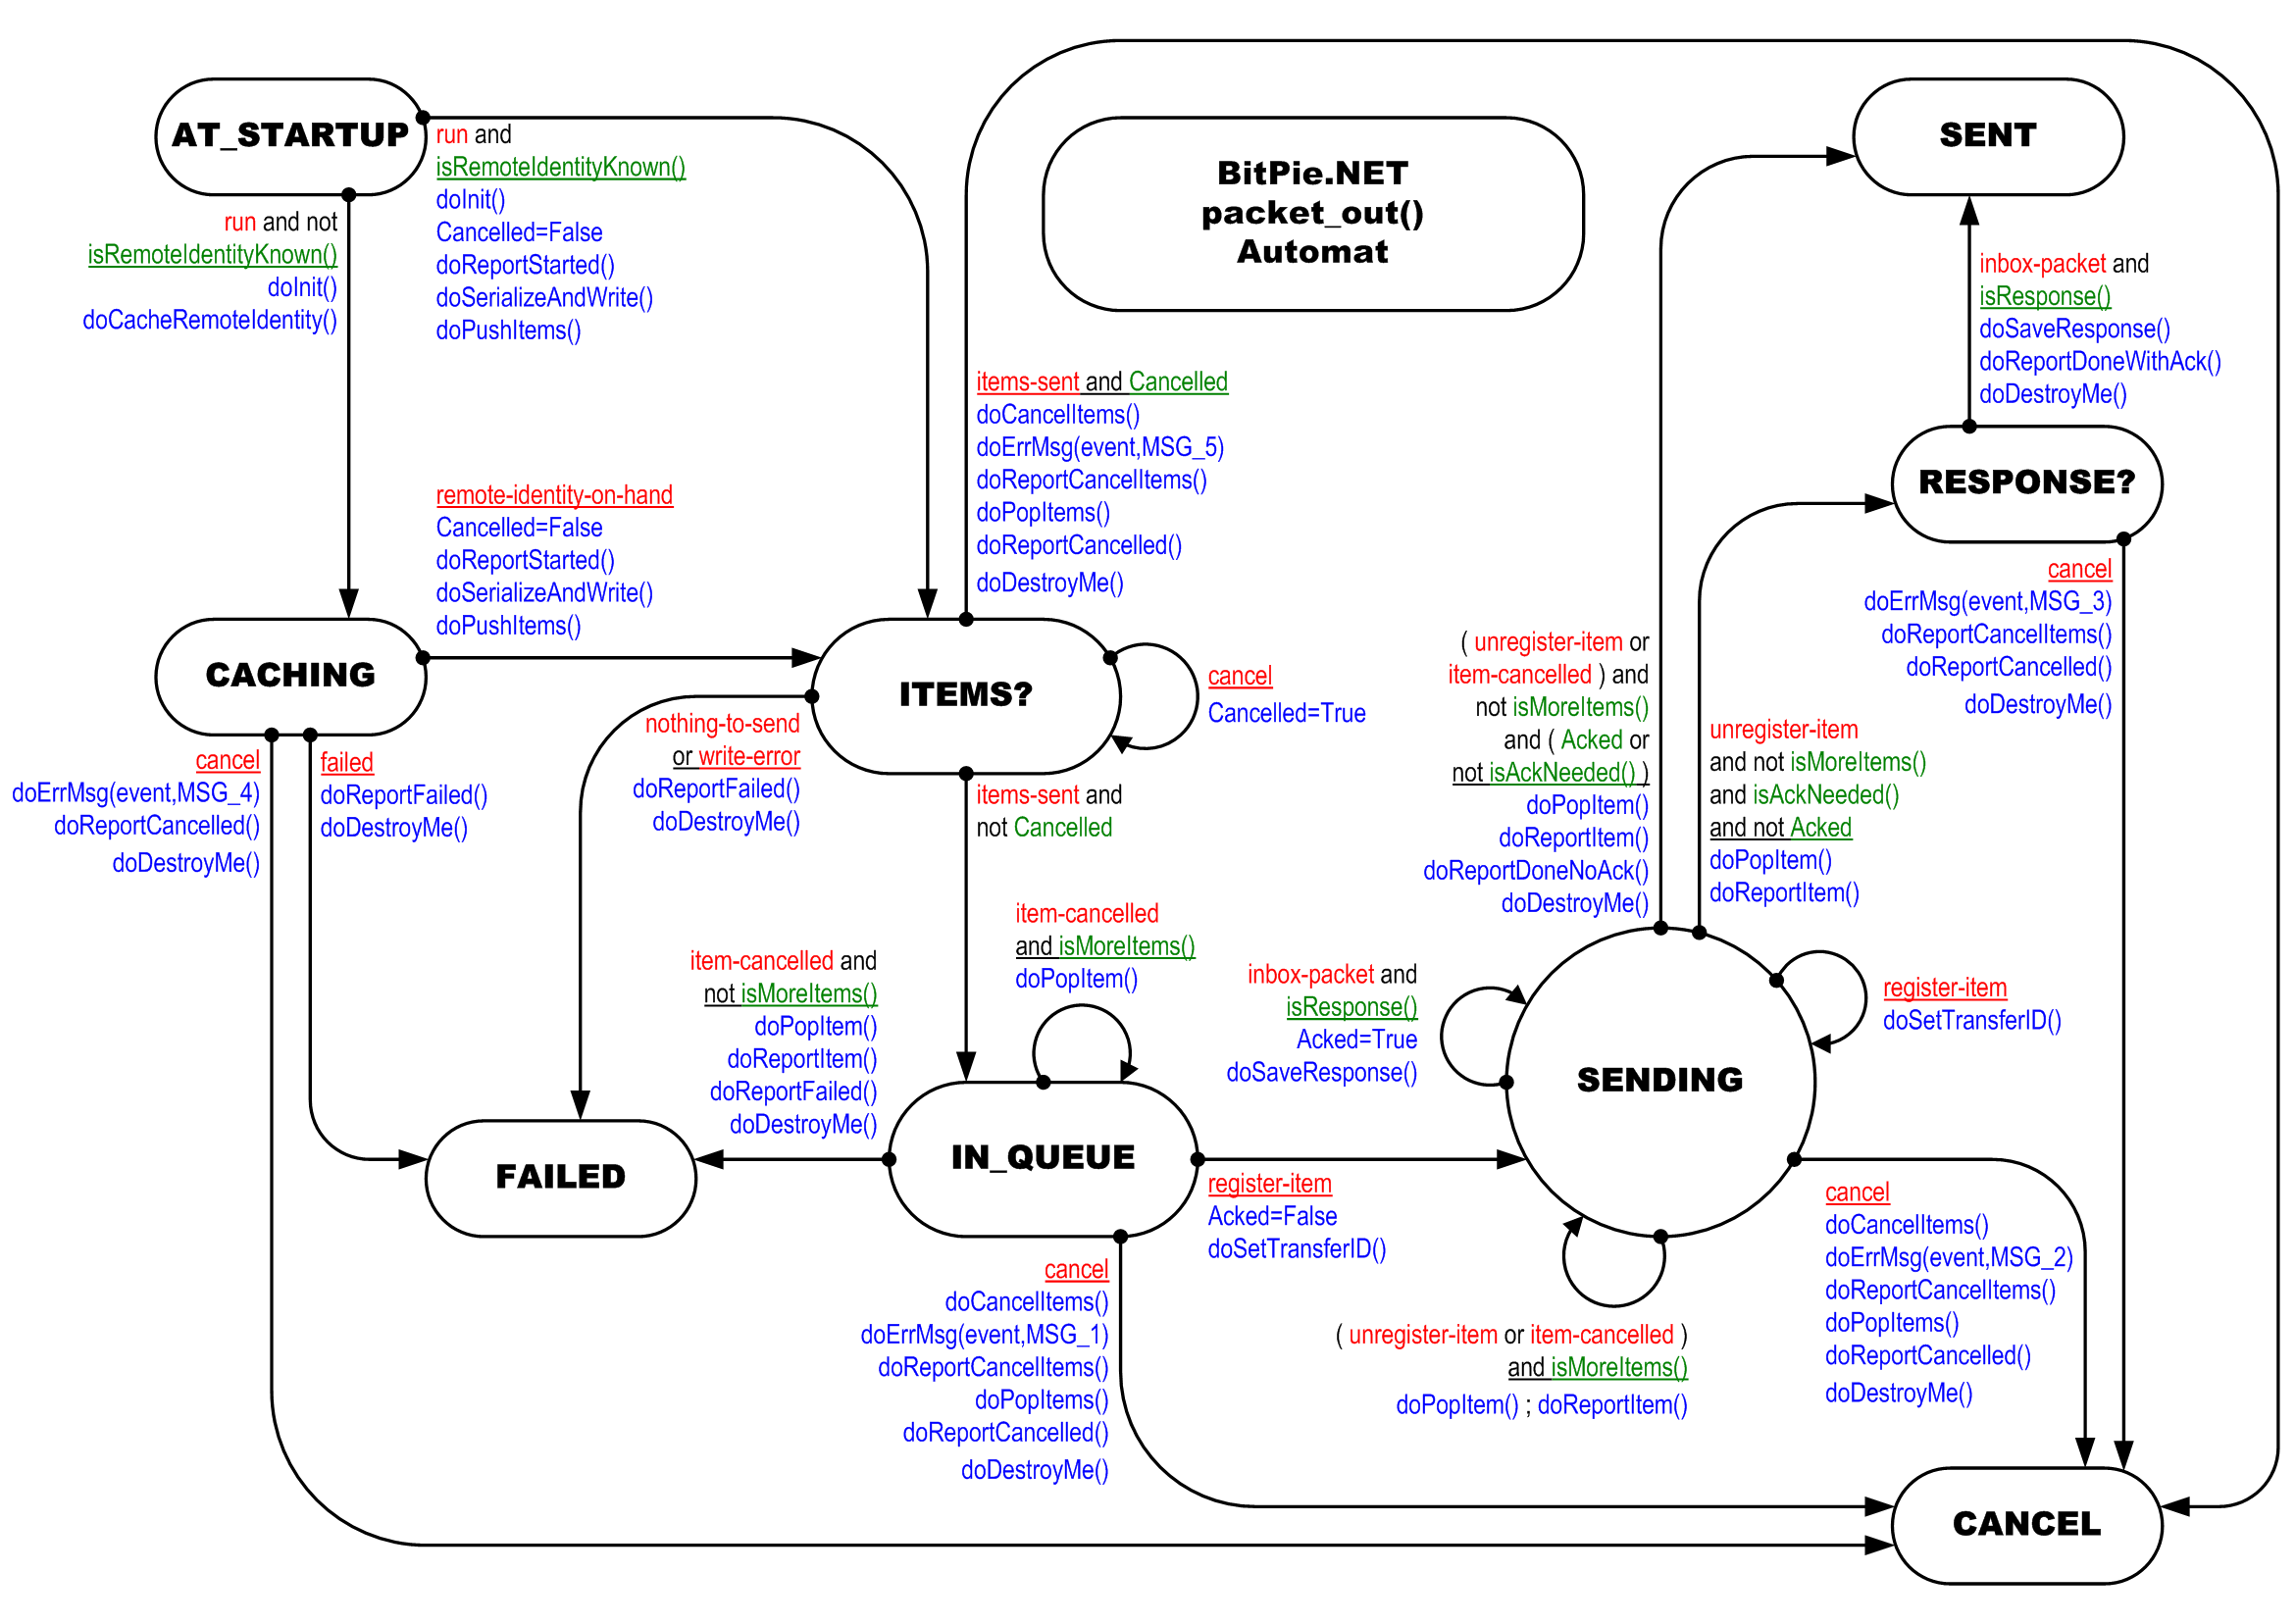 AT_STARTUP
run and
isRemoteIdentityKnown()
doInit()
Cancelled=False
doReportStarted()
doSerializeAndWrite()
doPushItems()
run and not
isRemoteIdentityKnown()
doInit()
doCacheRemoteIdentity()
BitPie.NET
packet_out()
Automat
SENT
inbox-packet and
isResponse()
doSaveResponse()
doReportDoneWithAck()
doDestroyMe()
items-sent and Cancelled
doCancelItems()
doErrMsg(event,MSG_5)
doReportCancelItems()
doPopItems()
doReportCancelled()
doDestroyMe()
RESPONSE?
remote-identity-on-hand
Cancelled=False
doReportStarted()
doSerializeAndWrite()
doPushItems()
cancel
doErrMsg(event,MSG_3)
doReportCancelItems()
doReportCancelled()
doDestroyMe()
CACHING
ITEMS?
cancel
Cancelled=True
( unregister-item or
item-cancelled ) and
not isMoreItems()
and ( Acked or
not isAckNeeded() )
doPopItem()
doReportItem()
doReportDoneNoAck()
doDestroyMe()
unregister-item
and not isMoreItems()
and isAckNeeded()
and not Acked
doPopItem()
doReportItem()
nothing-to-send
or write-error
doReportFailed()
doDestroyMe()
cancel
doErrMsg(event,MSG_4)
doReportCancelled()
doDestroyMe()
failed
doReportFailed()
doDestroyMe()
items-sent and
not Cancelled
item-cancelled
and isMoreItems()
doPopItem()
item-cancelled and
not isMoreItems()
doPopItem()
doReportItem()
doReportFailed()
doDestroyMe()
inbox-packet and
isResponse()
Acked=True
doSaveResponse()
register-item
doSetTransferID()
SENDING
IN_QUEUE
FAILED
register-item
Acked=False
doSetTransferID()
cancel
doCancelItems()
doErrMsg(event,MSG_2)
doReportCancelItems()
doPopItems()
doReportCancelled()
doDestroyMe()
cancel
doCancelItems()
doErrMsg(event,MSG_1)
doReportCancelItems()
doPopItems()
doReportCancelled()
doDestroyMe()
( unregister-item or item-cancelled )
and isMoreItems()
doPopItem() ; doReportItem()
CANCEL